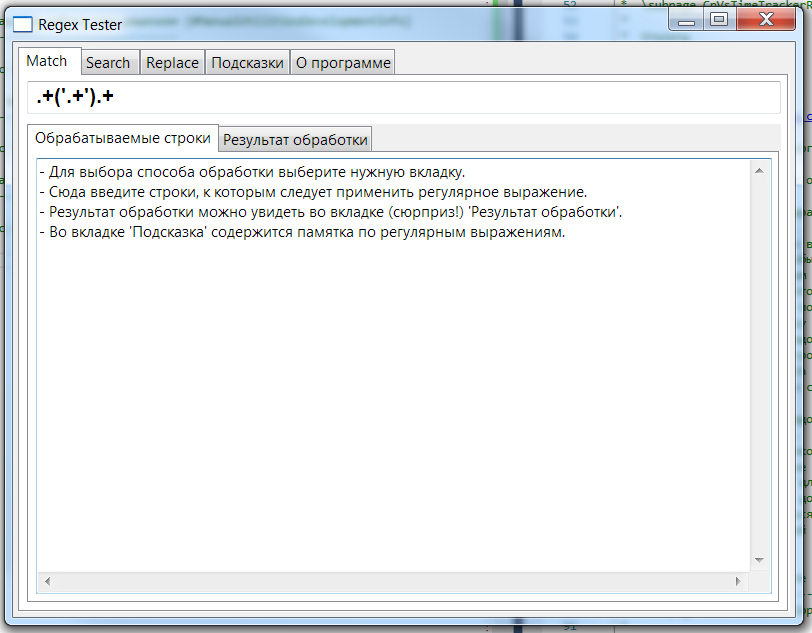 Regex Tester
Match Search Replace Подсказки О программе
.+('.+').+
Обрабатываемые строки Результат обработки
- Для выбора способа обработки выберите нужную вкладку.
- Сюда введите строки, к которым следует применить регулярное выражение.
- Результат обработки можно увидеть во вкладке (сюрприз!) 'Результат обработки'.
- Во вкладке 'Подсказка' содержится памятка по регулярным выражениям.